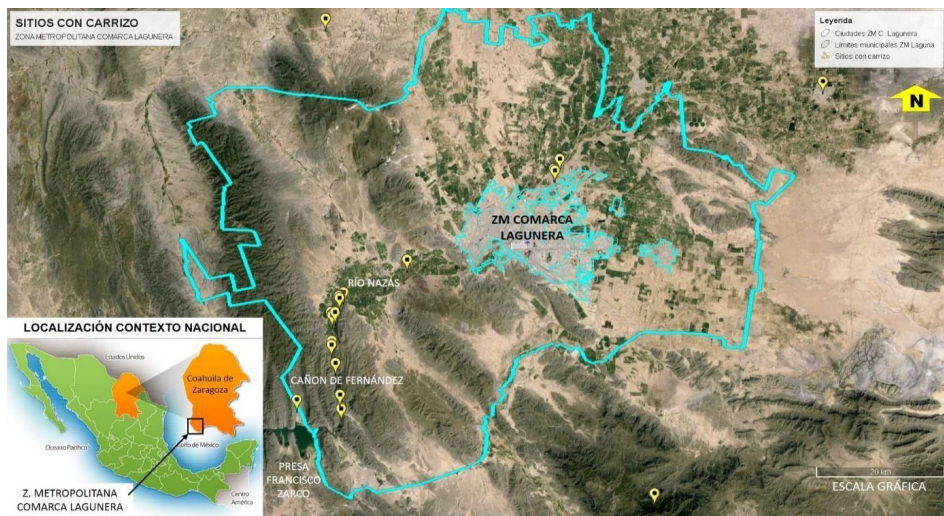 SITIOS CON CARRIZO
ZONA METROPOLITANA COMARCA LAGUNERA
Leyenda
Ciudades ZM C. Lagunera
Límites municipales ZM Laguna
Sitios con carrizo
N
ZM COMARCA
LAGUNERA
RÍO NAZAS
CAÑON DE FERNÁNDEZ
PRESA
FRANCISCO
ZARCO
20 km
ESCALA GRÁFICA
LOCALIZACIÓN CONTEXTO NACIONAL
Estados Unidos
Coahuila de
Zaragoza
Oceano Pacífico
Golfo de México
Centro
América
Z. METROPOLITANA
COMARCA LAGUNERA